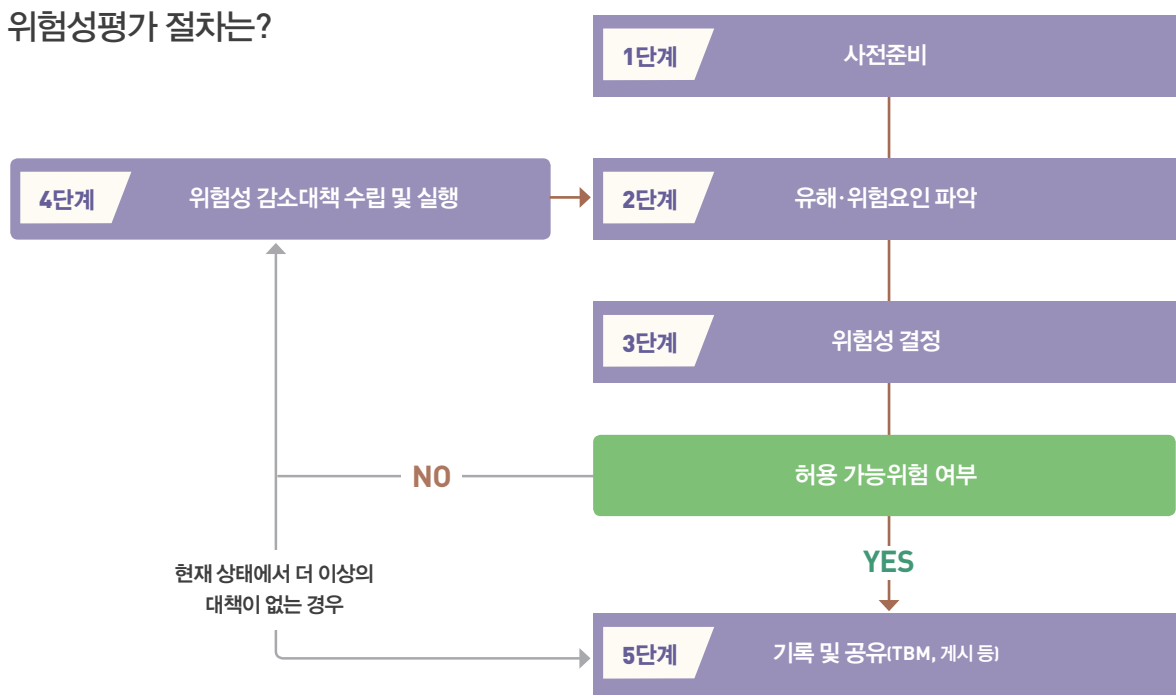 위험성평가 절차는?
1단계 사전준비
4단계 위험성 감소대책 수립 및 실행
2단계 유해·위험요인 파악
3단계 위험성 결정
허용 가능위험 여부
NO
YES
현재 상태에서 더 이상의
대책이 없는 경우
5단계 기록 및 공유(TBM, 게시 등)